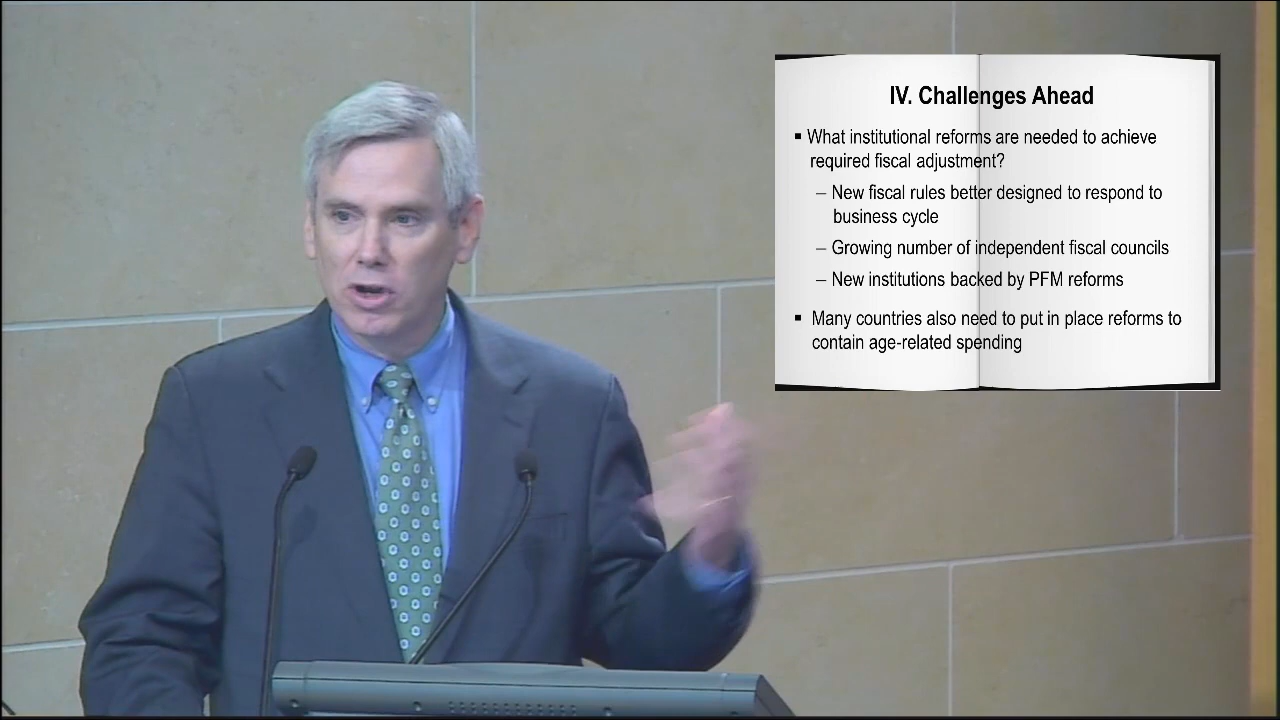 IV. Challenges Ahead
▪ What institutional reforms are needed to achieve
required fiscal adjustment?
– New fiscal rules better designed to respond to
business cycle
– Growing number of independent fiscal councils
– New institutions backed by PFM reforms
▪ Many countries also need to put in place reforms to
contain age-related spending